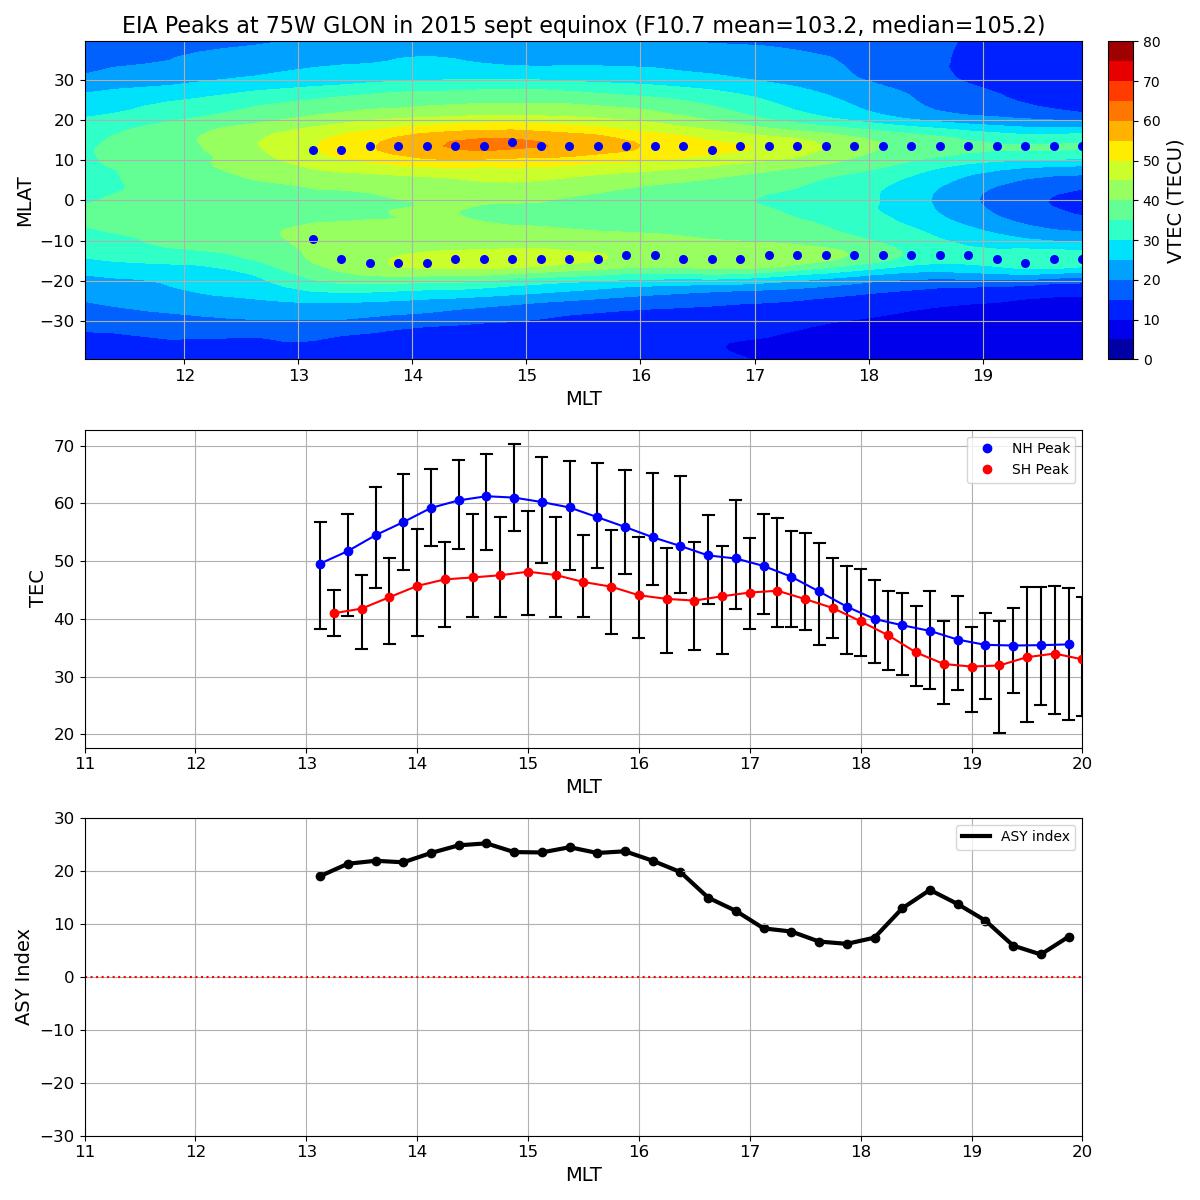 EIA Peaks at 75W GLON in 2015 sept equinox (F10.7 mean=103.2, median=105.2)
30
20
10
0
−10
−20
−30
MLAT
12 13 14 15 16 17 18 19
MLT
80
70
60
50
40
30
20
10
0
VTEC (TECU)
70
60
50
40
30
20
TEC
NH Peak
SH Peak
11 12 13 14 15 16 17 18 19 20
MLT
30
20
10
0
−10
−20
−30
ASY Index
ASY index
11 12 13 14 15 16 17 18 19 20
MLT